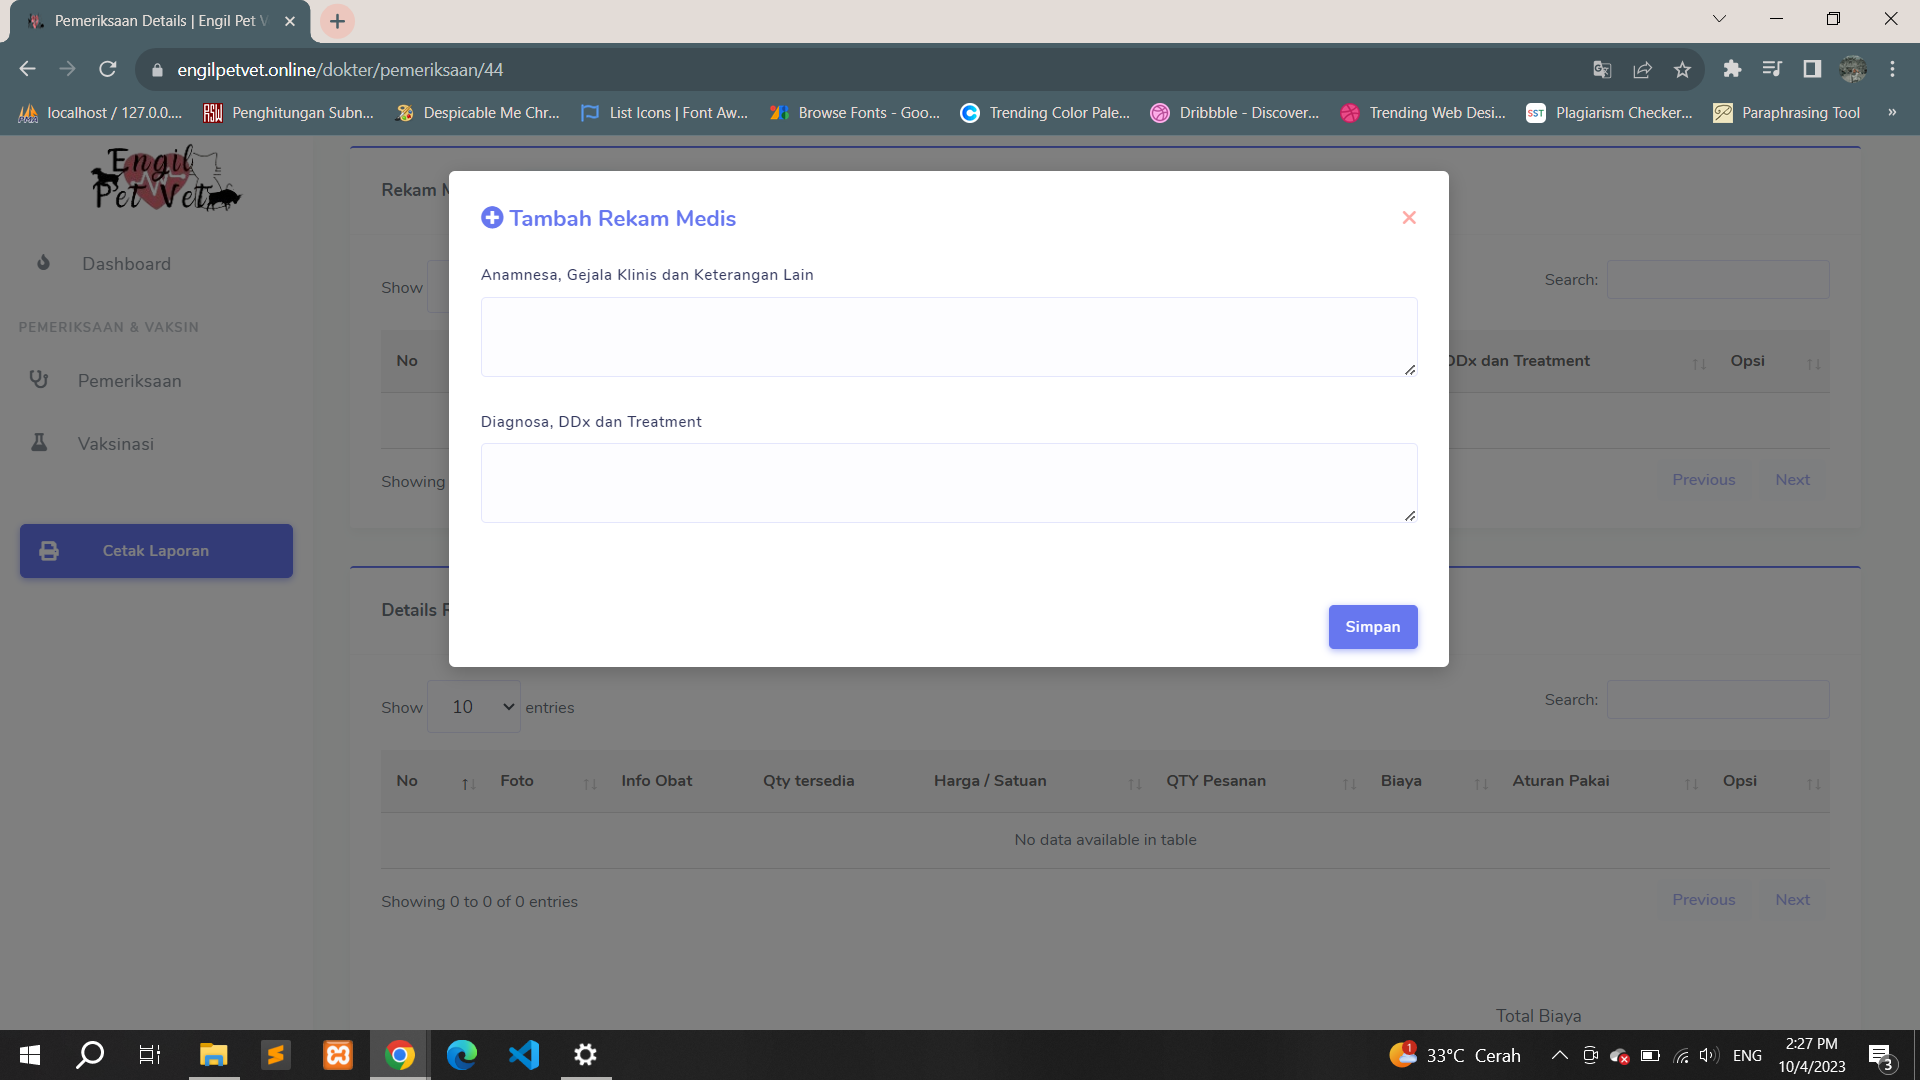 Pemeriksaan Details | Engil Pet V
engilpetvet.online/dokter/pemeriksaan/44
localhost / 127.0.0....
RSW
Penghitungan Subn...
Despicable Me Chr...
List Icons | Font Aw...
Browse Fonts - Goo...
Trending Color Pale...
Dribbble - Discover...
Trending Web Desi...
SST
Plagiarism Checker...
Paraphrasing Tool
»
Engil
Pet Vet
Dashboard
PEMERIKSAAN & VAKSIN
Pemeriksaan
Vaksinasi
Cetak Laporan
Rekam M
Show
Search:
No
DDx dan Treatment
Opsi
Showing
Previous
Next
Tambah Rekam Medis
Anamnesa, Gejala Klinis dan Keterangan Lain
Diagnosa, DDx dan Treatment
Simpan
Details R
Show 10 entries
Search:
No
Foto
Info Obat
Qty tersedia
Harga / Satuan
QTY Pesanan
Biaya
Aturan Pakai
Opsi
No data available in table
Showing 0 to 0 of 0 entries
Previous
Next
Total Biaya
1
33°C Cerah
ENG
2:27 PM
10/4/2023
3